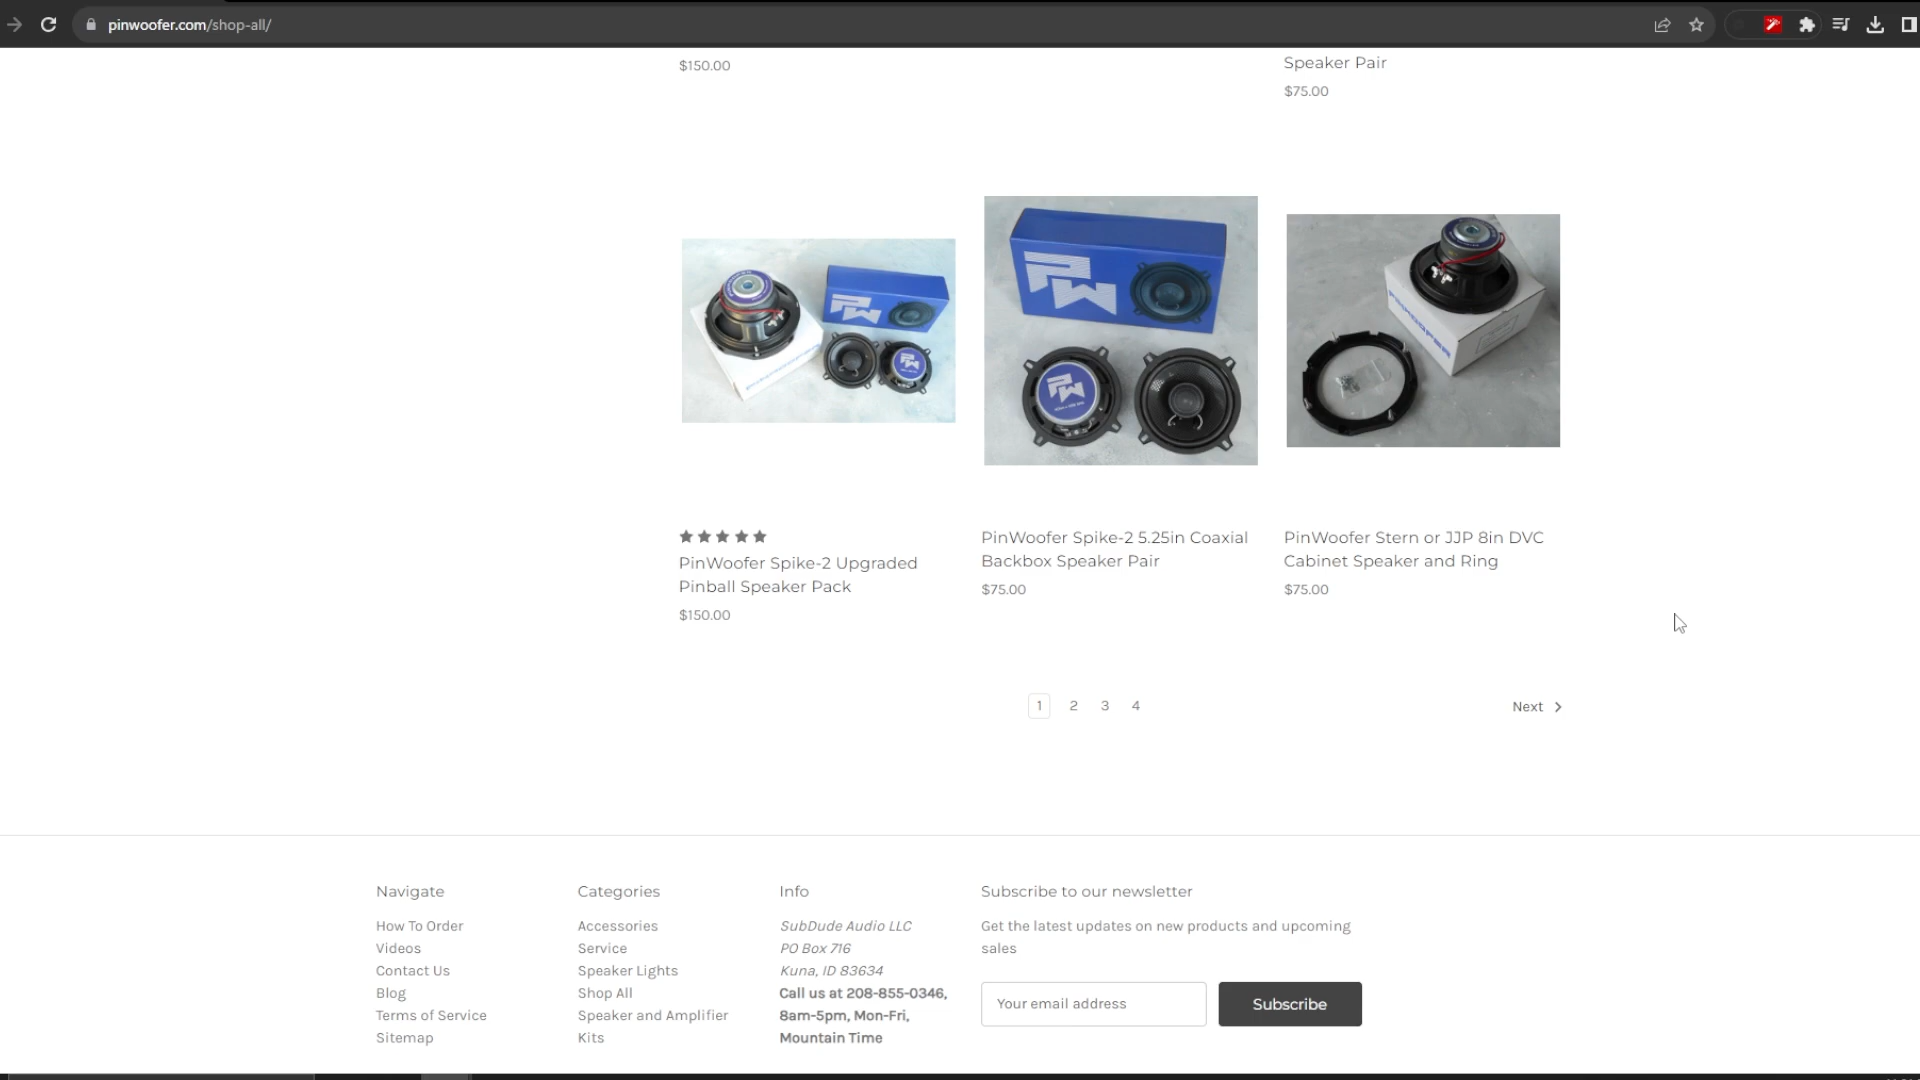 pinwoofer.com/shop-all/
$150.00
Speaker Pair
$75.00
PinWoofer Spike-2 Upgraded
Pinball Speaker Pack
$150.00
PinWoofer Spike-2 5.25in Coaxial
Backbox Speaker Pair
$75.00
PinWoofer Stern or JJP 8in DVC
Cabinet Speaker and Ring
$75.00
1 2 3 4 Next
Navigate
How To Order
Videos
Contact Us
Blog
Terms of Service
Sitemap
Categories
Accessories
Service
Speaker Lights
Shop All
Speaker and Amplifier
Kits
Info
SubDude Audio LLC
PO Box 716
Kuna, ID 83634
Call us at 208-855-0346,
8am-5pm, Mon-Fri,
Mountain Time
Subscribe to our newsletter
Get the latest updates on new products and upcoming
sales
Your email address
Subscribe